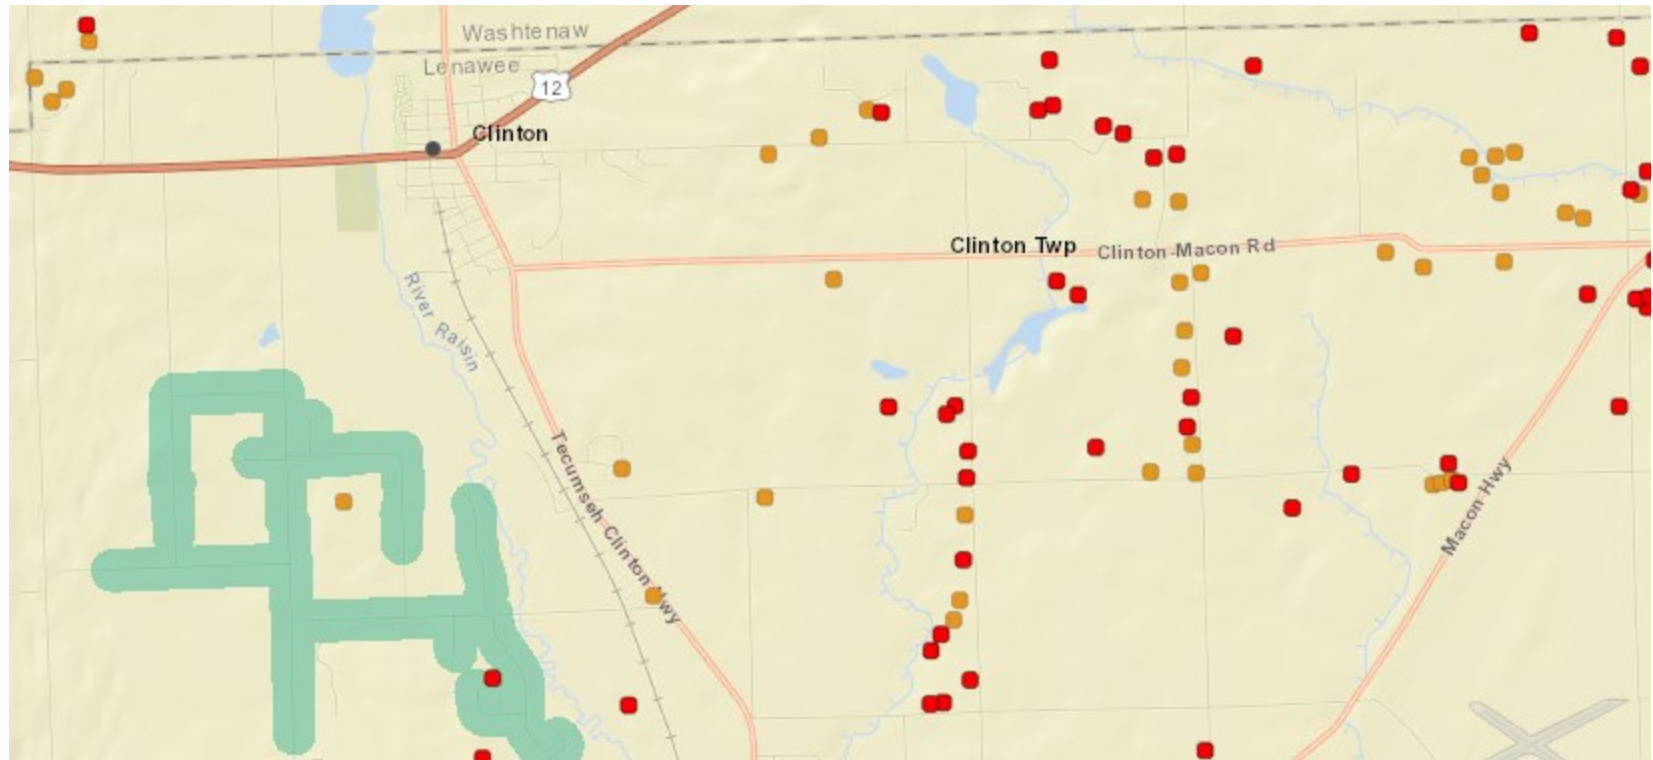 Washtenaw
Lenawee
12
Clinton
Clinton Twp
Clinton-Macon Rd
River Raisin
Tecumseh Clinton Hwy
Macon Hwy